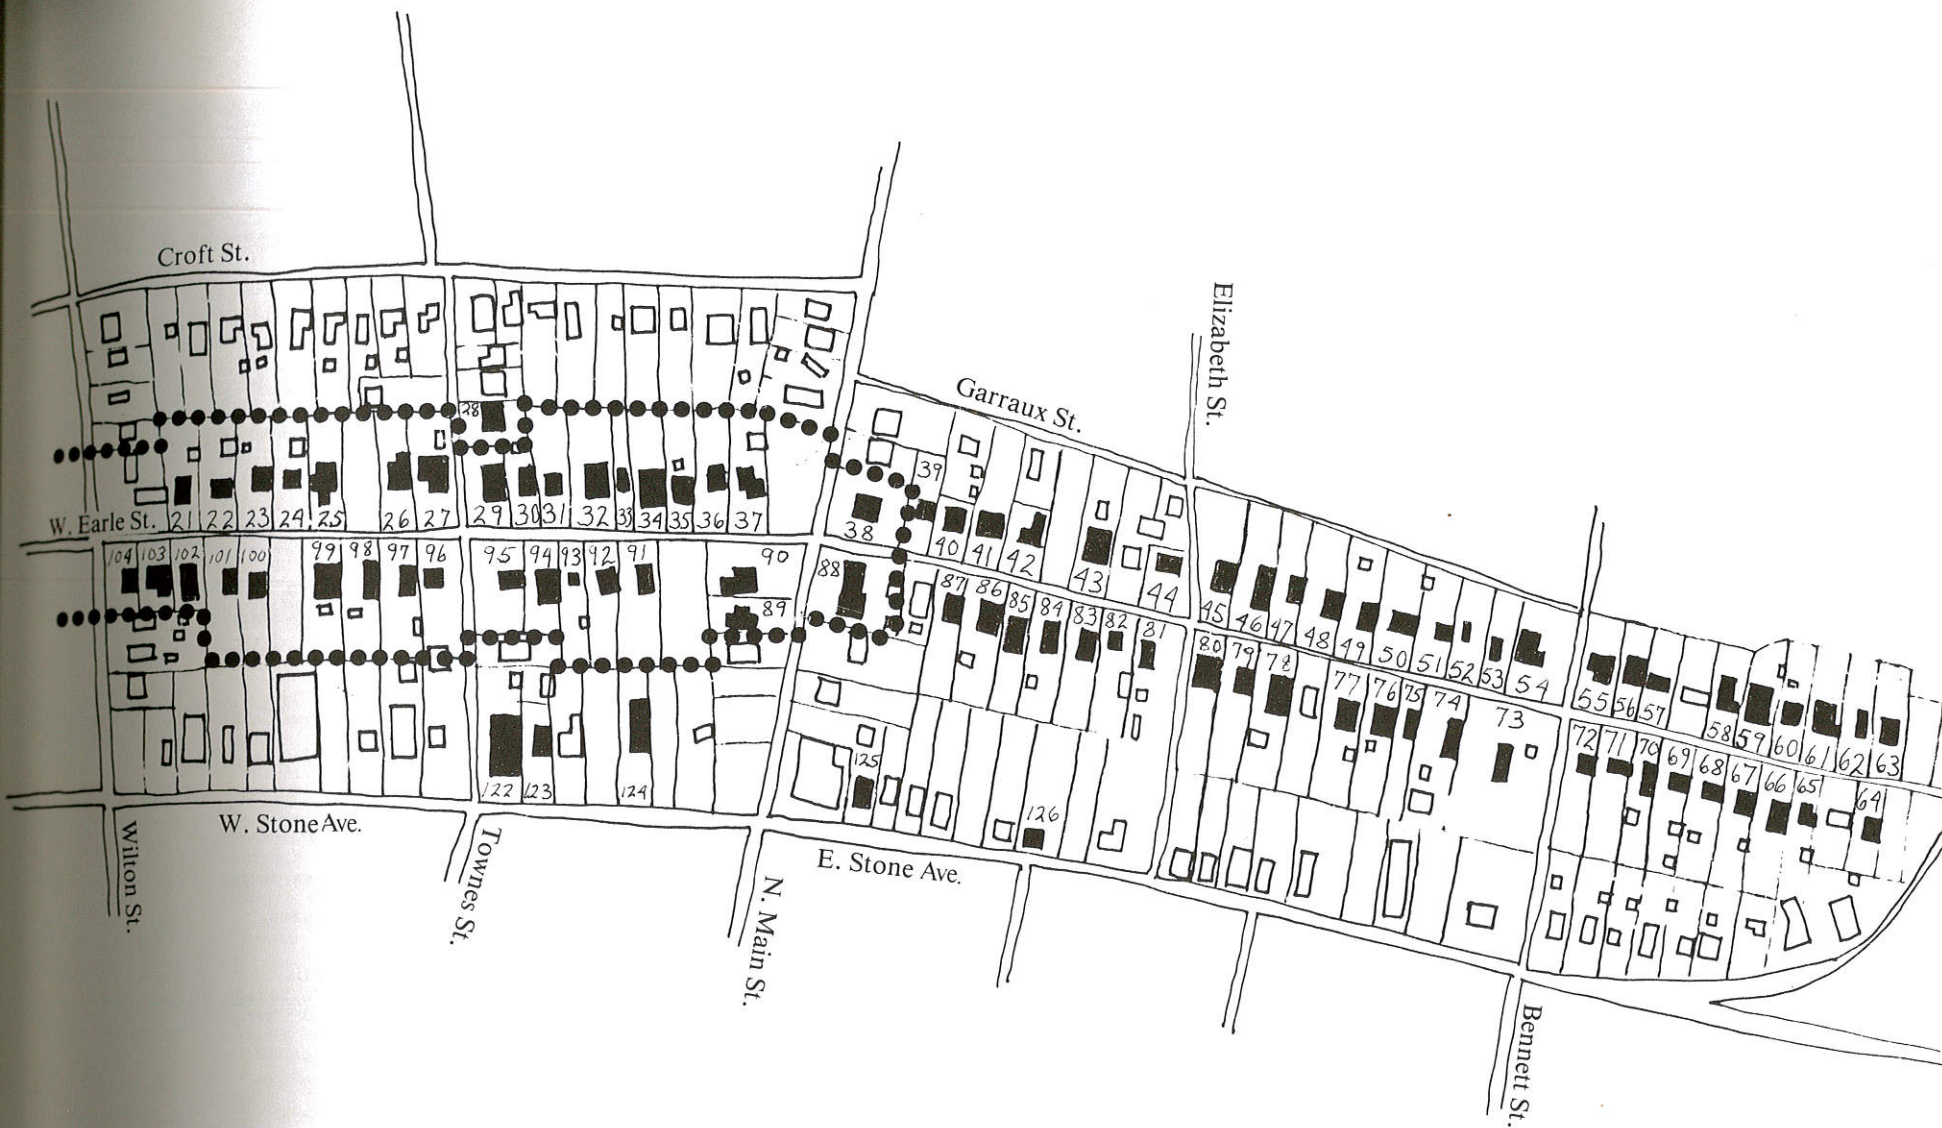 Croft St.
Elizabeth St.
Garraux St.
28
39
W. Earle St.
21 22 23 24 25 26 27 29 30 31 32 33 34 35 36 37
38
40 41 42 43 44
104 103 102 101 100 99 98 97 96 95 94 93 92 91 90
89
88
87 86 85 84 83 82 81
45 46 47 48 49 50 51 52 53 54
55 56 57 58 59 60 61 62 63
80 79 78 77 76 75 74 73
72 71 70 69 68 67 66 65 64
122 123 124
125
126
W. Stone Ave.
E. Stone Ave.
Wilton St.
Townes St.
N. Main St.
Bennett St.